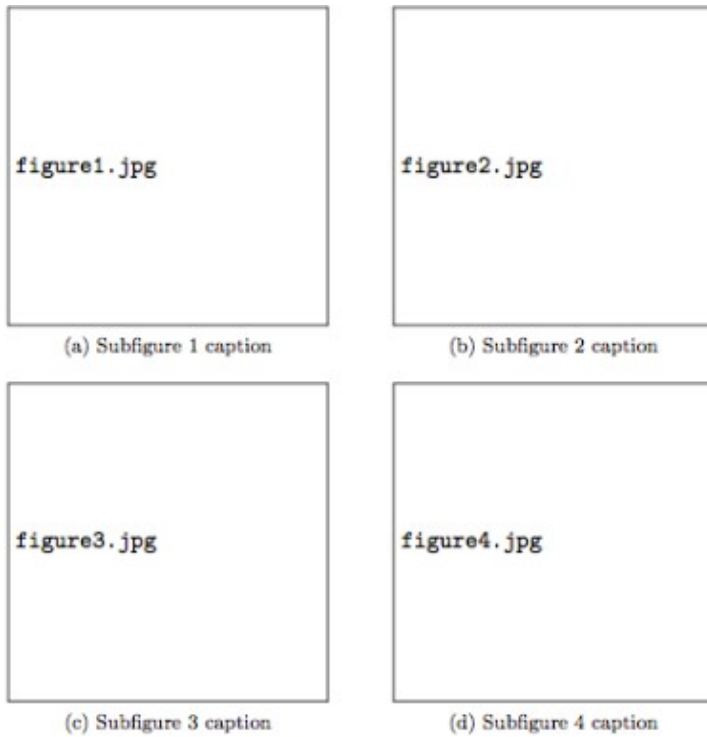 figure1.jpg
figure2.jpg
(a) Subfigure 1 caption
(b) Subfigure 2 caption
figure3.jpg
figure4.jpg
(c) Subfigure 3 caption
(d) Subfigure 4 caption